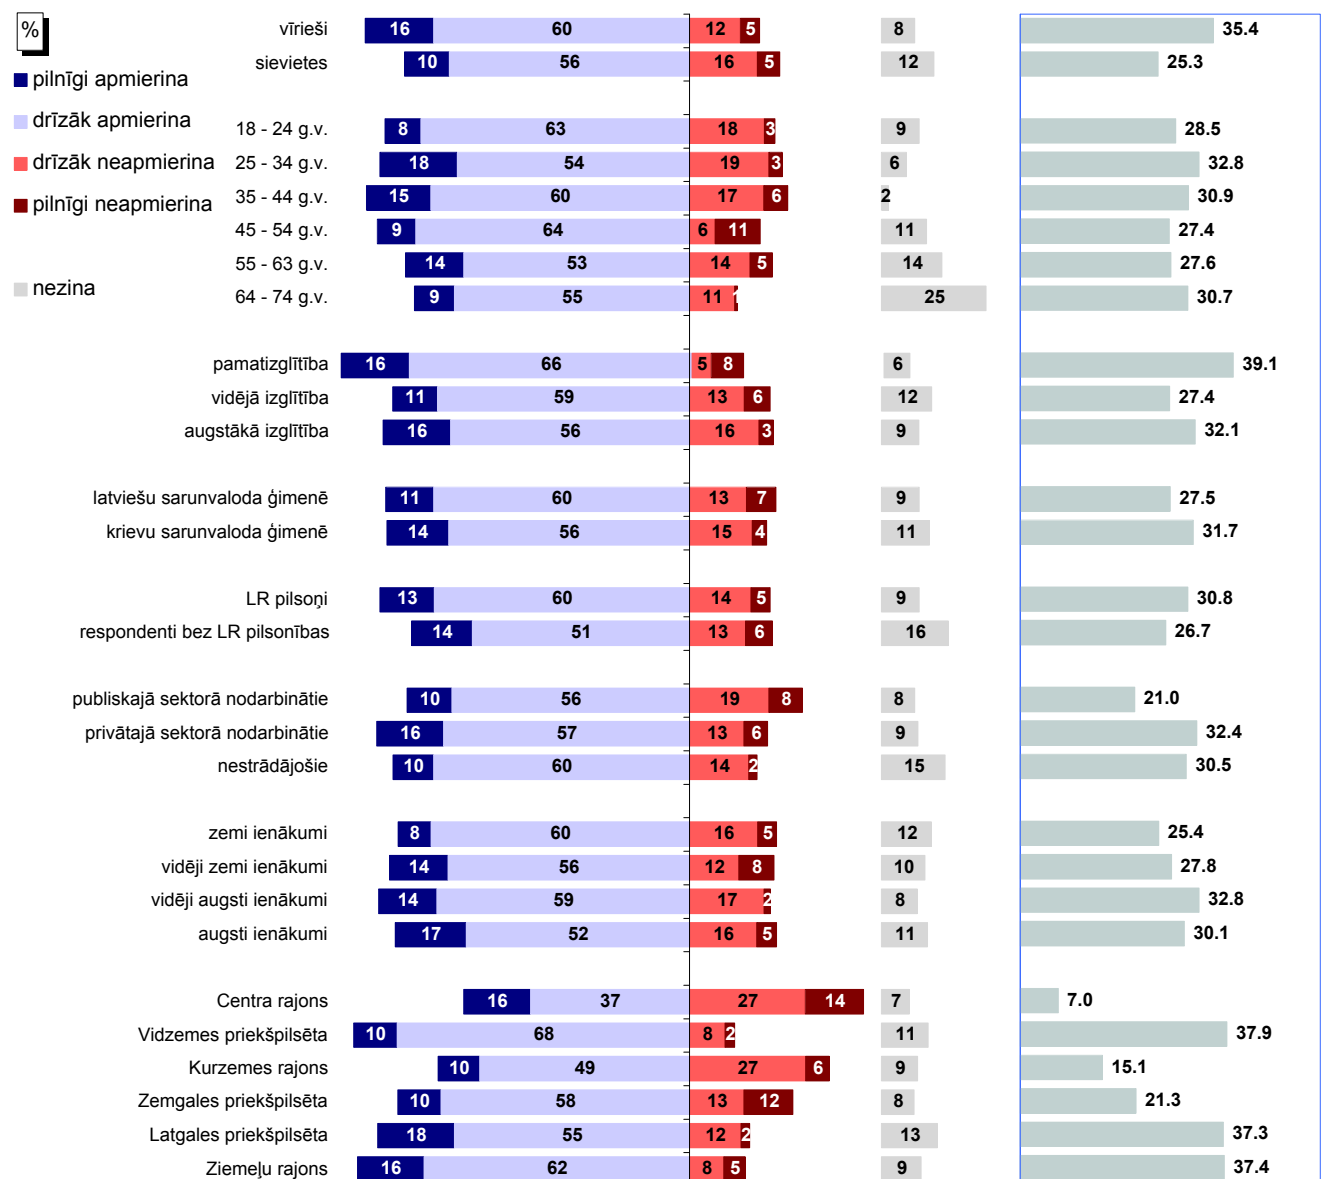 %
pilnīgi apmierina
drīzāk apmierina
drīzāk neapmierina
pilnīgi neapmierina
nezina
vīrieši 16 60 12 5 8 35.4
sievietes 10 56 16 5 12 25.3
18 - 24 g.v. 8 63 18 3 9 28.5
25 - 34 g.v. 18 54 19 3 6 32.8
35 - 44 g.v. 15 60 17 6 2 30.9
45 - 54 g.v. 9 64 6 11 11 27.4
55 - 63 g.v. 14 53 14 5 14 27.6
64 - 74 g.v. 9 55 11 1 25 30.7
pamatizglītība 16 66 5 8 6 39.1
vidējā izglītība 11 59 13 6 12 27.4
augstākā izglītība 16 56 16 3 9 32.1
latviešu sarunvaloda ģimenē 11 60 13 7 9 27.5
krievu sarunvaloda ģimenē 14 56 15 4 11 31.7
LR pilsoņi 13 60 14 5 9 30.8
respondenti bez LR pilsonības 14 51 13 6 16 26.7
publiskajā sektorā nodarbinātie 10 56 19 8 8 21.0
privātajā sektorā nodarbinātie 16 57 13 6 9 32.4
nestrādājošie 10 60 14 2 15 30.5
zemi ienākumi 8 60 16 5 12 25.4
vidēji zemi ienākumi 14 56 12 8 10 27.8
vidēji augsti ienākumi 14 59 17 2 8 32.8
augsti ienākumi 17 52 16 5 11 30.1
Centra rajons 16 37 27 14 7 7.0
Vidzemes priekšpilsēta 10 68 8 2 11 37.9
Kurzemes rajons 10 49 27 6 9 15.1
Zemgales priekšpilsēta 10 58 13 12 8 21.3
Latgales priekšpilsēta 18 55 12 2 13 37.3
Ziemeļu rajons 16 62 8 5 9 37.4